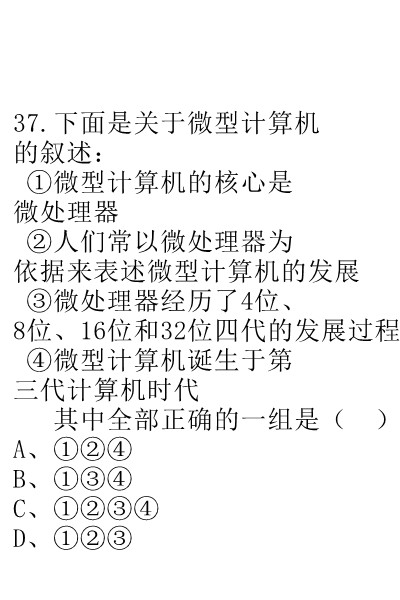 37.下面是关于微型计算机
的叙述：
①微型计算机的核心是
微处理器
②人们常以微处理器为
依据来表述微型计算机的发展
③微处理器经历了4位、
8位、16位和32位四代的发展过程
④微型计算机诞生于第
三代计算机时代
其中全部正确的一组是（　）
A、①②④
B、①③④
C、①②③④
D、①②③